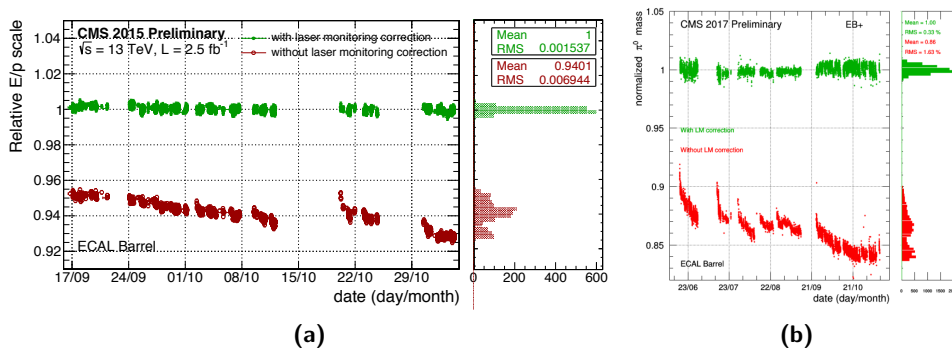 CMS 2015 Preliminary
√s = 13 TeV, L = 2.5 fb⁻¹
with laser monitoring correction
without laser monitoring correction
Relative E/p scale
1.04
1.02
1
0.98
0.96
0.94
0.92
ECAL Barrel
17/09 24/09 01/10 08/10 15/10 22/10 29/10
date (day/month)
Mean 1
RMS 0.001537
Mean 0.9401
RMS 0.006944
0 200 400 600
(a)
CMS 2017 Preliminary EB+
normalized π⁰ mass
1.05
1
0.95
0.9
0.85
With LM correction
Without LM correction
ECAL Barrel
23/06 23/07 22/08 21/09 21/10
date (day/month)
Mean = 1.00
RMS = 0.33 %
Mean = 0.86
RMS = 1.83 %
(b)